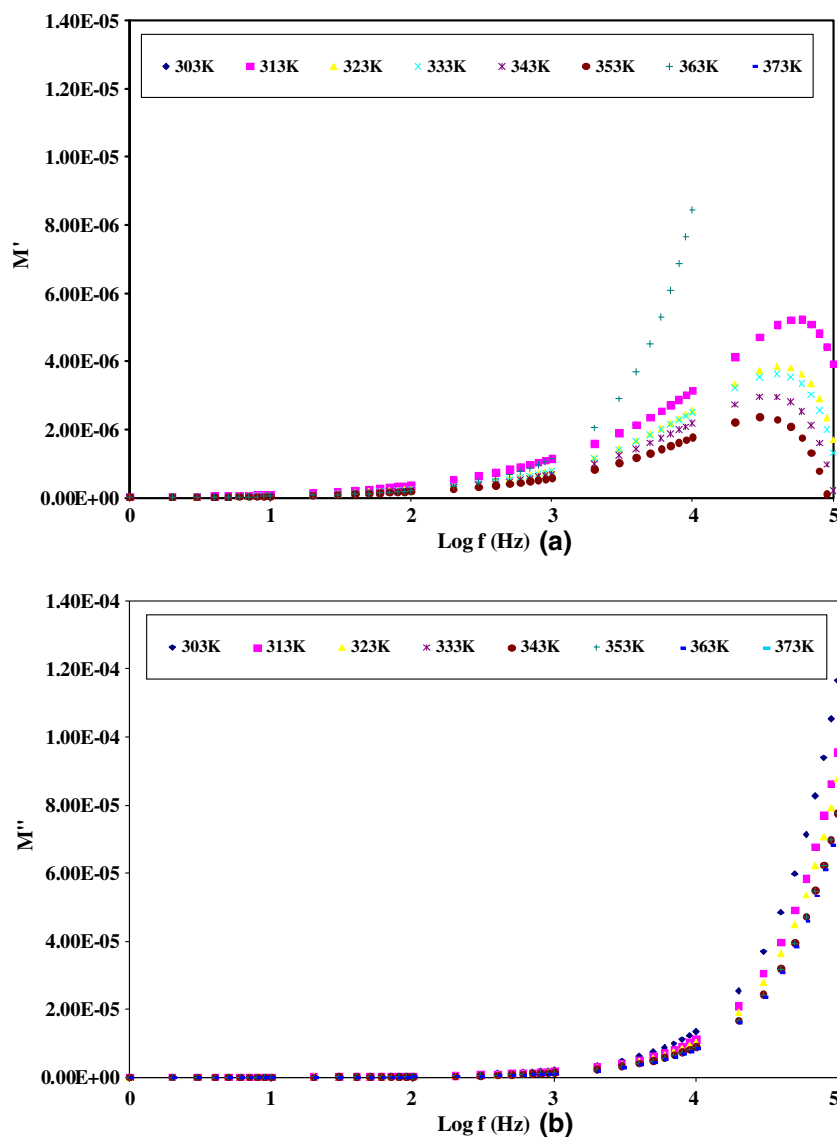 1.40E-05
303K 313K 323K 333K 343K 353K 363K 373K
1.20E-05
1.00E-05
8.00E-06
M'
6.00E-06
4.00E-06
2.00E-06
0.00E+00
0 1 2 3 4 5
Log f (Hz) (a)
1.40E-04
303K 313K 323K 333K 343K 353K 363K 373K
1.20E-04
1.00E-04
8.00E-05
M''
6.00E-05
4.00E-05
2.00E-05
0.00E+00
0 1 2 3 4 5
Log f (Hz) (b)